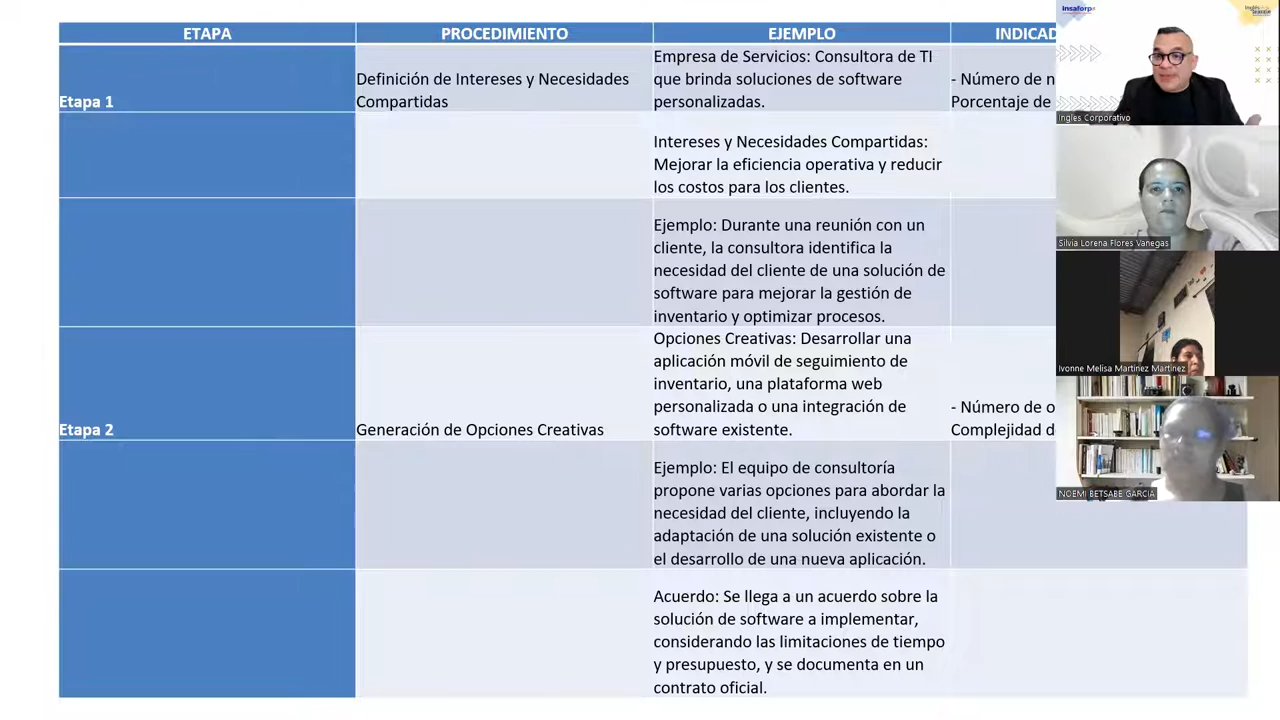 ETAPA PROCEDIMIENTO EJEMPLO INDICAD
Etapa 1
Definición de Intereses y Necesidades
Compartidas
Empresa de Servicios: Consultora de TI
que brinda soluciones de software
personalizadas.
- Número de n
Porcentaje de
Intereses y Necesidades Compartidas:
Mejorar la eficiencia operativa y reducir
los costos para los clientes.
Ejemplo: Durante una reunión con un
cliente, la consultora identifica la
necesidad del cliente de una solución de
software para mejorar la gestión de
inventario y optimizar procesos.
Etapa 2
Generación de Opciones Creativas
Opciones Creativas: Desarrollar una
aplicación móvil de seguimiento de
inventario, una plataforma web
personalizada o una integración de
software existente.
- Número de o
Complejidad d
Ejemplo: El equipo de consultoría
propone varias opciones para abordar la
necesidad del cliente, incluyendo la
adaptación de una solución existente o
el desarrollo de una nueva aplicación.
Acuerdo: Se llega a un acuerdo sobre la
solución de software a implementar,
considerando las limitaciones de tiempo
y presupuesto, y se documenta en un
contrato oficial.
insaforp
Ingles Corporativo
Silvia Lorena Flores Vanegas
Ivonne Melisa Martinez Martinez
NOEMI BETSABE GARCIA